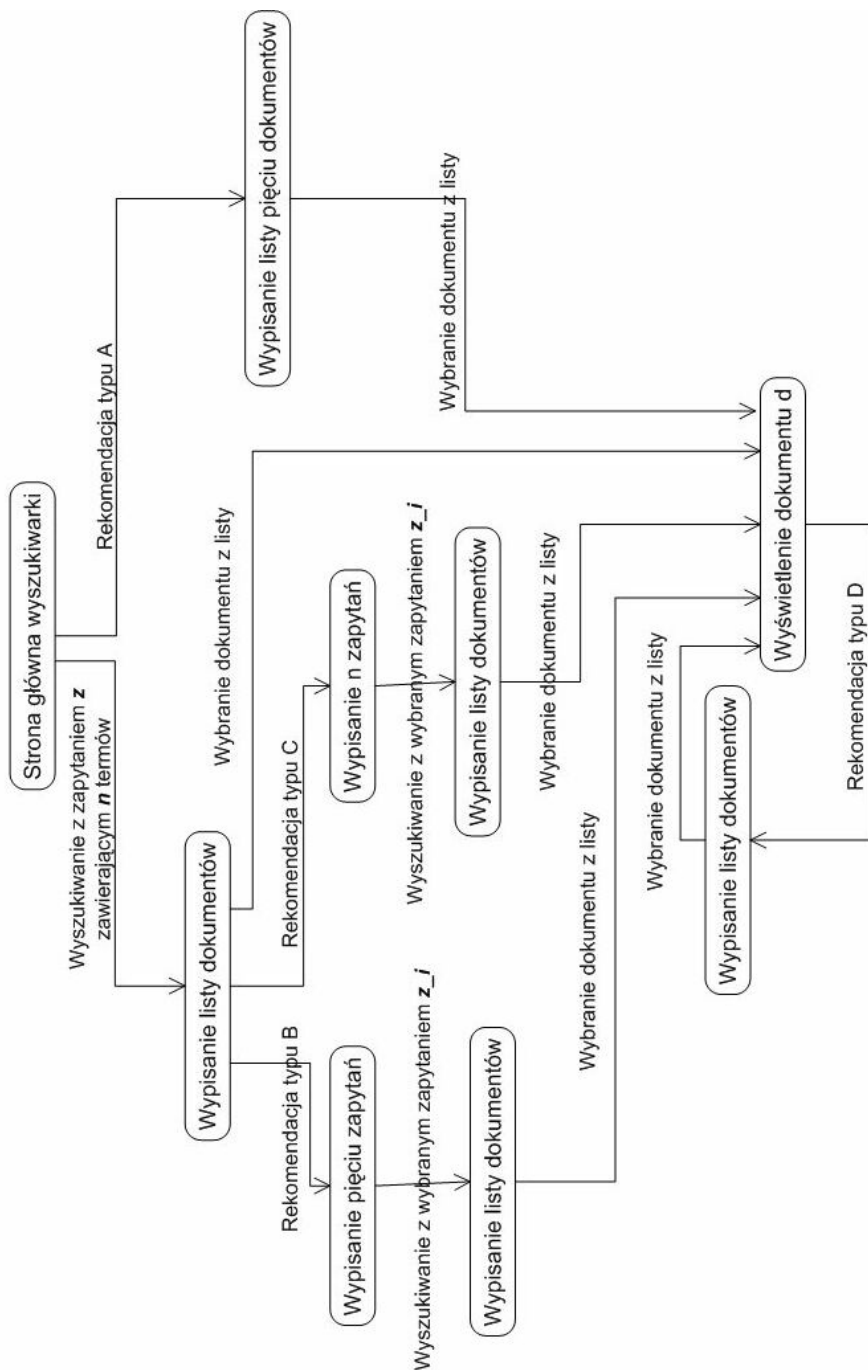 Strona główna wyszukiwarki
Rekomendacja typu A
Wyszukiwanie z zapytaniem z
zawierającym n termów
Wypisanie listy pięciu dokumentów
Wypisanie listy dokumentów
Wybranie dokumentu z listy
Rekomendacja typu C
Rekomendacja typu B
Wypisanie n zapytań
Wypisanie pięciu zapytań
Wyszukiwanie z wybranym zapytaniem z_i
Wyszukiwanie z wybranym zapytaniem z_i
Wybranie dokumentu z listy
Wypisanie listy dokumentów
Wypisanie listy dokumentów
Wybranie dokumentu z listy
Wybranie dokumentu z listy
Wybranie dokumentu z listy
Wypisanie listy dokumentów
Wyświetlenie dokumentu d
Rekomendacja typu D